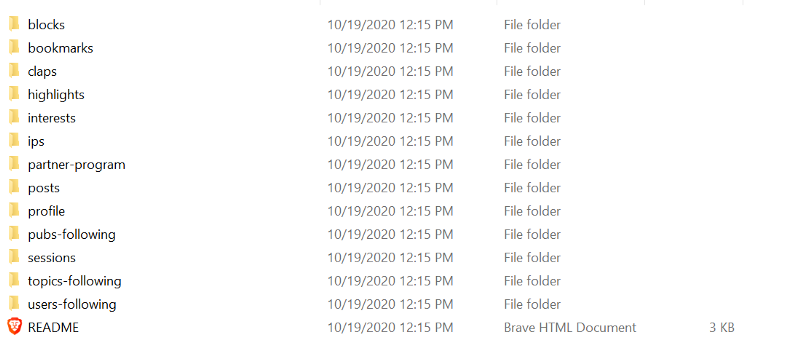 blocks 10/19/2020 12:15 PM File folder
bookmarks 10/19/2020 12:15 PM File folder
claps 10/19/2020 12:15 PM File folder
highlights 10/19/2020 12:15 PM File folder
interests 10/19/2020 12:15 PM File folder
ips 10/19/2020 12:15 PM File folder
partner-program 10/19/2020 12:15 PM File folder
posts 10/19/2020 12:15 PM File folder
profile 10/19/2020 12:15 PM File folder
pubs-following 10/19/2020 12:15 PM File folder
sessions 10/19/2020 12:15 PM File folder
topics-following 10/19/2020 12:15 PM File folder
users-following 10/19/2020 12:15 PM File folder
README 10/19/2020 12:15 PM Brave HTML Document 3 KB